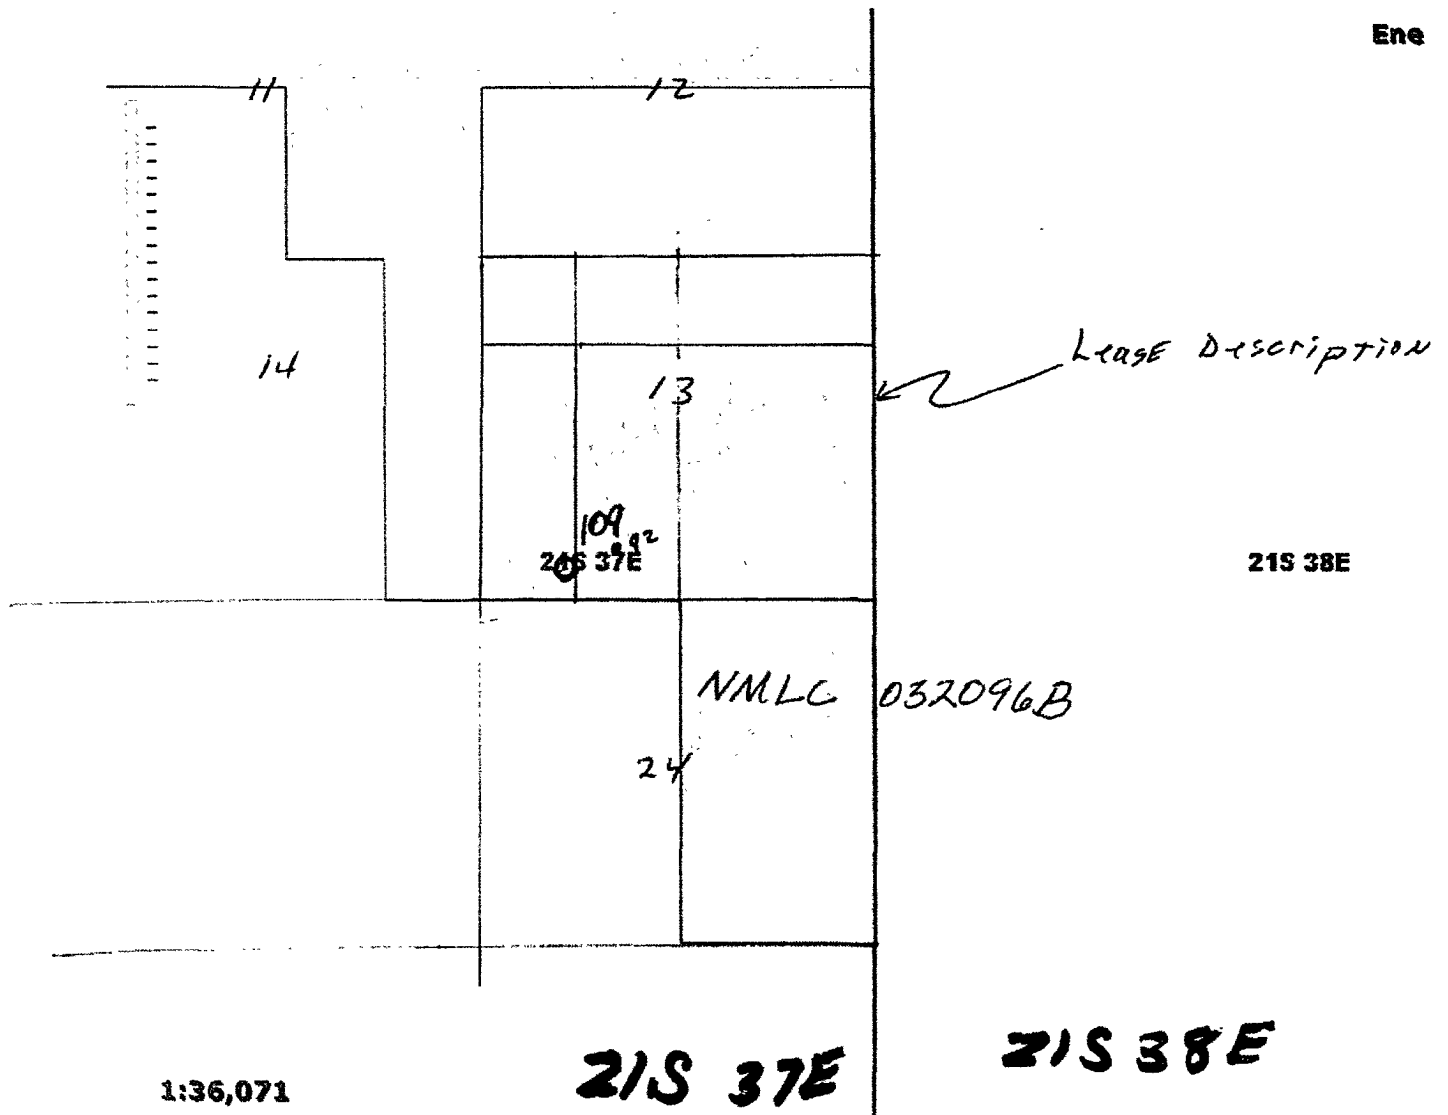 Ene
11
12
14
Lease Description
13
109
21S 37E
21S 38E
NMLC 032096B
24
21S 37E
21S 38E
1:36,071